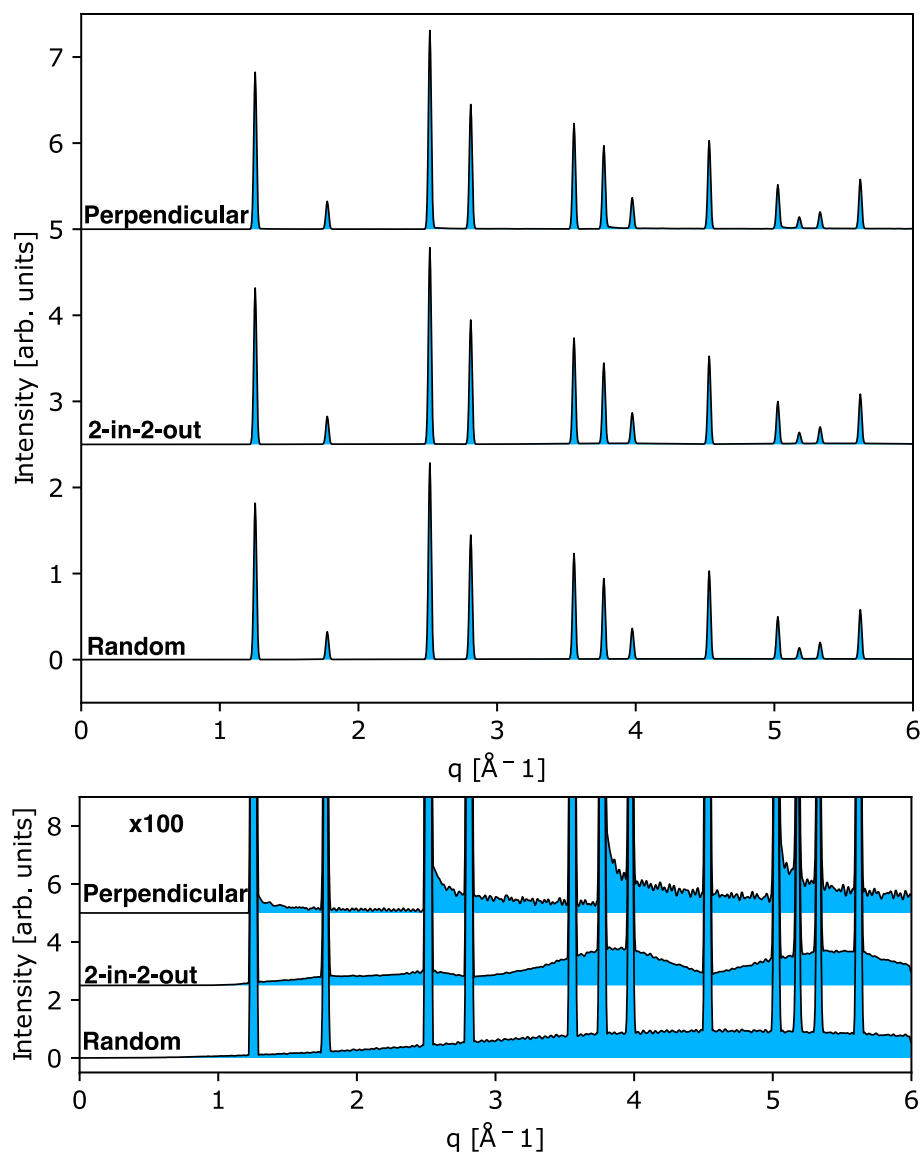 7
6
Perpendicular
5
4
2-in-2-out
3
2
1
Random
0
Intensity [arb. units]
0 1 2 3 4 5 6
q [Å⁻ 1]
x100
8
Perpendicular
6
4
2-in-2-out
2
Random
0
Intensity [arb. units]
0 1 2 3 4 5 6
q [Å⁻ 1]